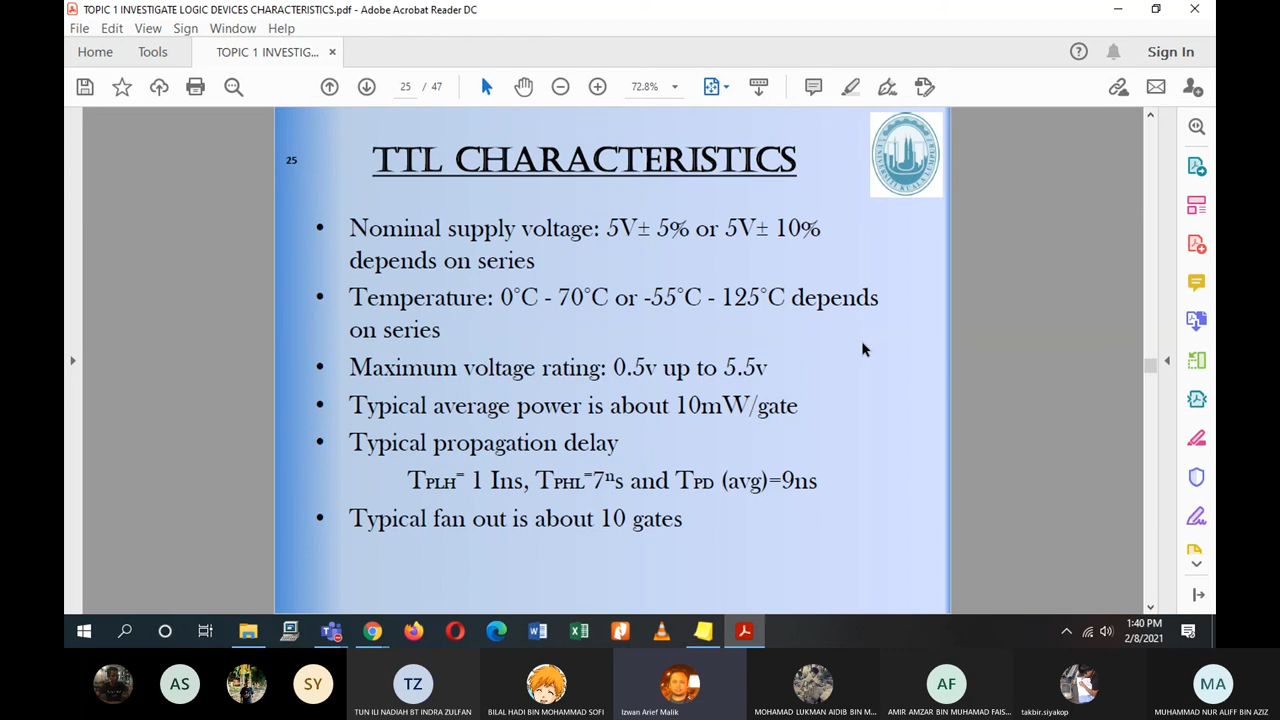 TOPIC 1 INVESTIGATE LOGIC DEVICES CHARACTERISTICS.pdf - Adobe Acrobat Reader DC
File Edit View Sign Window Help
Home Tools TOPIC 1 INVESTIG... × Sign In
25 / 47 72.8%
25
TTL CHARACTERISTICS
• Nominal supply voltage: 5V± 5% or 5V± 10%
depends on series
• Temperature: 0°C - 70°C or -55°C - 125°C depends
on series
• Maximum voltage rating: 0.5v up to 5.5v
• Typical average power is about 10mW/gate
• Typical propagation delay
TPLH= 1 Ins, TPHL=7ns and TPD (avg)=9ns
• Typical fan out is about 10 gates
1:40 PM
2/8/2021
AS SY TZ AF MA
TUN ILI NADIAH BT INDRA ZULFAN BILAL HADI BIN MOHAMMAD SOFI Izwan Arief Malik MOHAMAD LUKMAN AIDIB BIN M... AMIR AMZAR BIN MUHAMAD FAIS... takbir.siyakop MUHAMMAD NUR ALIFF BIN AZIZ